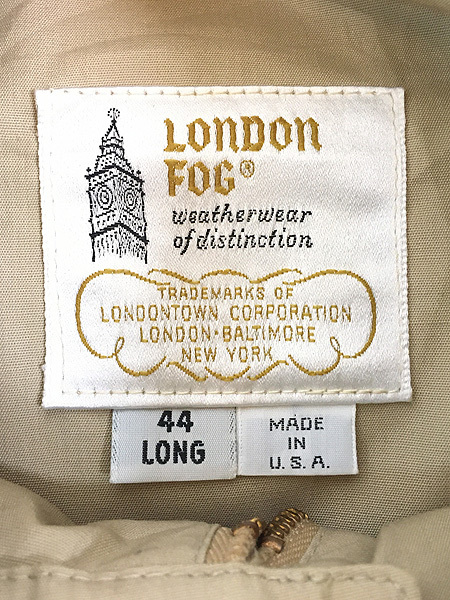 LONDON
FOG®
weatherwear
of distinction
TRADEMARKS OF
LONDONTOWN CORPORATION
LONDON·BALTIMORE
NEW YORK
44
LONG
MADE
IN
U.S.A.